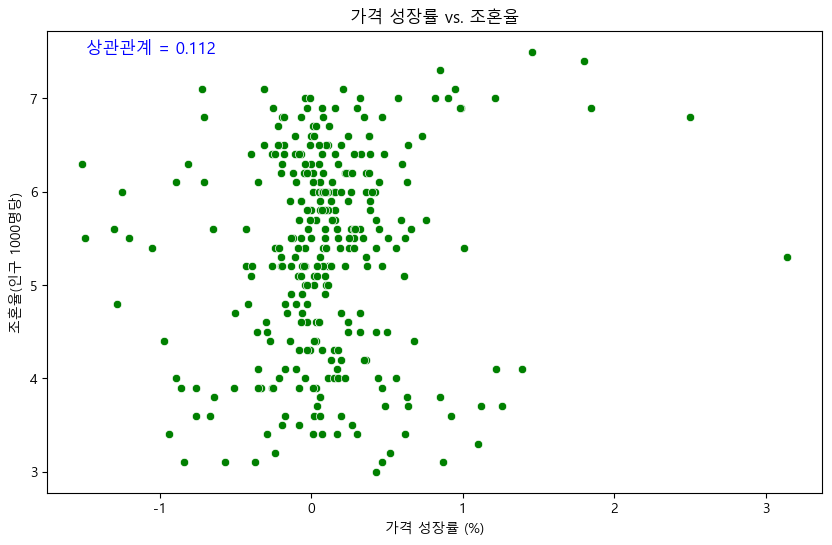 가격 성장률 vs. 조혼율
상관관계 = 0.112
조혼율(인구 1000명당)
7
6
5
4
3
-1
0
1
2
3
가격 성장률 (%)